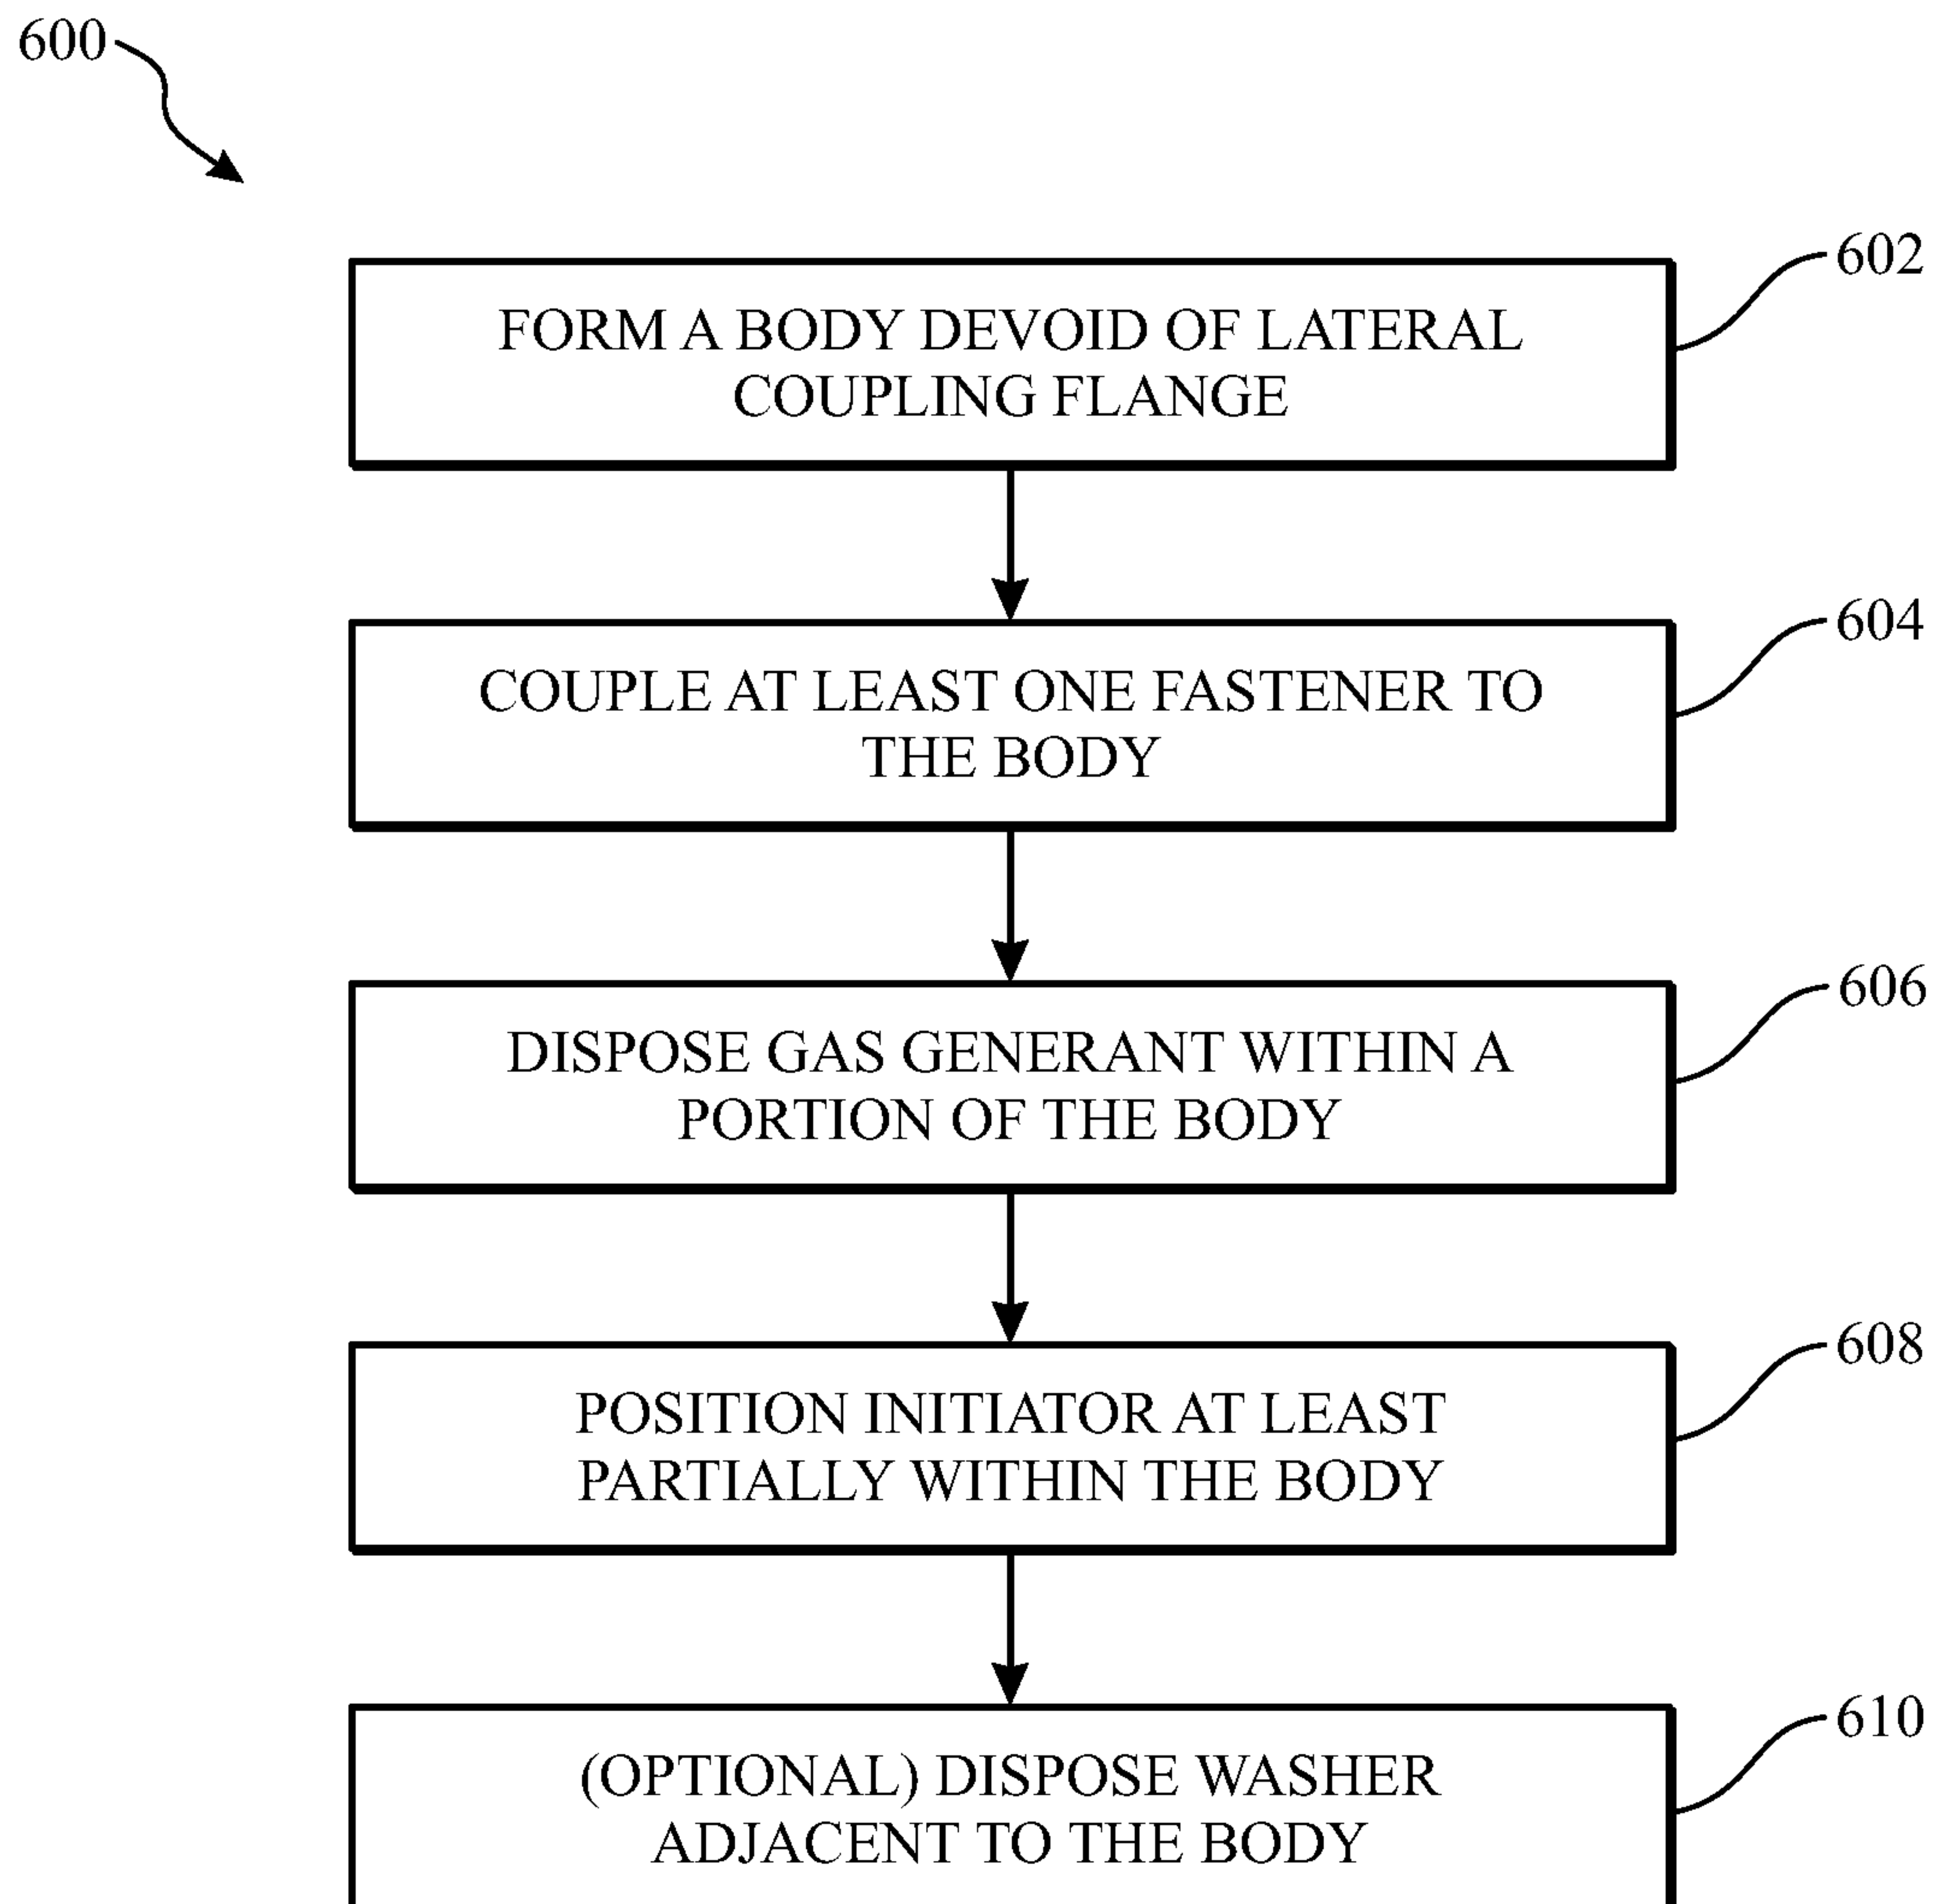 600
602
FORM A BODY DEVOID OF LATERAL
COUPLING FLANGE
604
COUPLE AT LEAST ONE FASTENER TO
THE BODY
606
DISPOSE GAS GENERANT WITHIN A
PORTION OF THE BODY
608
POSITION INITIATOR AT LEAST
PARTIALLY WITHIN THE BODY
610
(OPTIONAL) DISPOSE WASHER
ADJACENT TO THE BODY